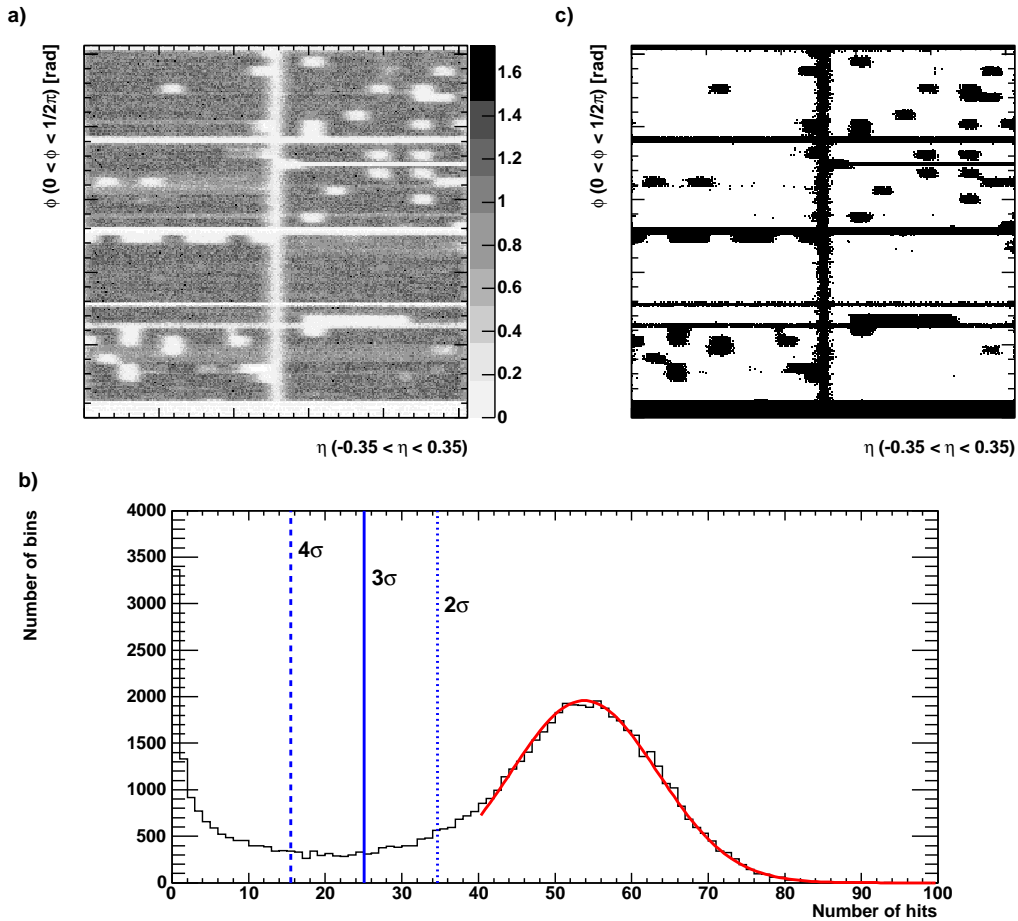 a)
c)
ϕ (0 < ϕ < 1/2π) [rad]
1.6
1.4
1.2
1
0.8
0.6
0.4
0.2
0
η (-0.35 < η < 0.35)
ϕ (0 < ϕ < 1/2π) [rad]
η (-0.35 < η < 0.35)
b)
Number of bins
4000
3500
3000
2500
2000
1500
1000
500
0
4σ
3σ
2σ
0 10 20 30 40 50 60 70 80 90 100
Number of hits